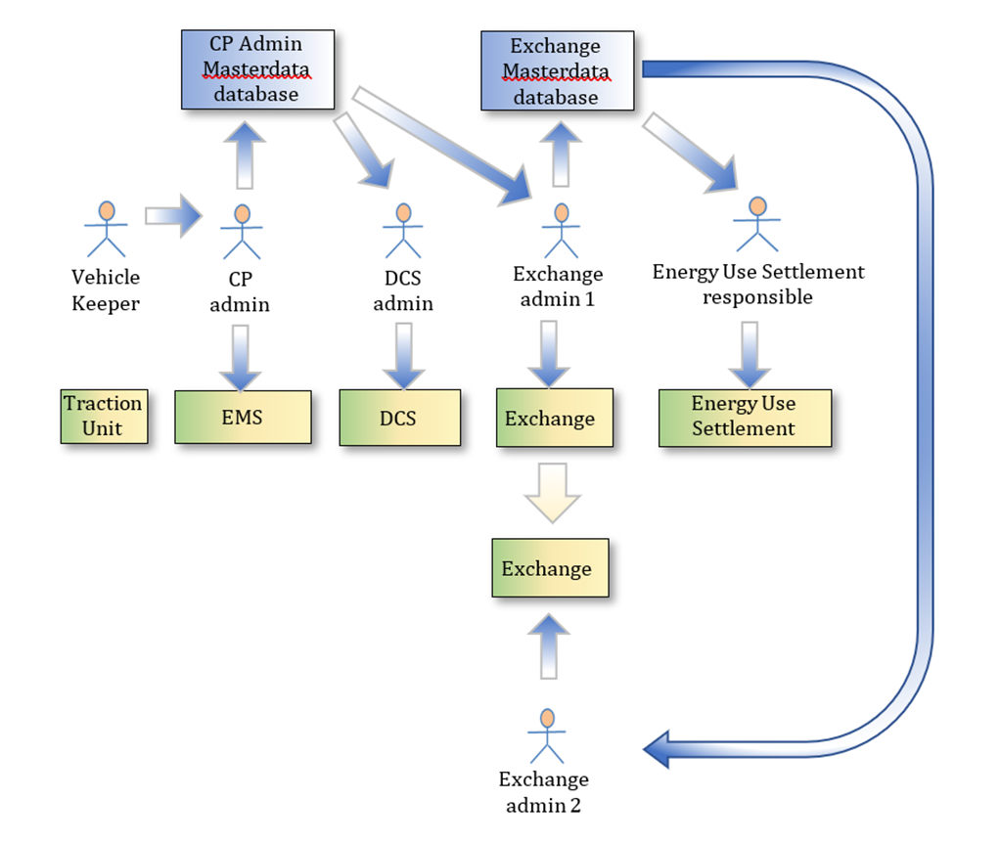 CP Admin
Masterdata
database
Exchange
Masterdata
database
Vehicle
Keeper
CP
admin
DCS
admin
Exchange
admin 1
Energy Use Settlement
responsible
Traction
Unit
EMS
DCS
Exchange
Energy Use
Settlement
Exchange
Exchange
admin 2